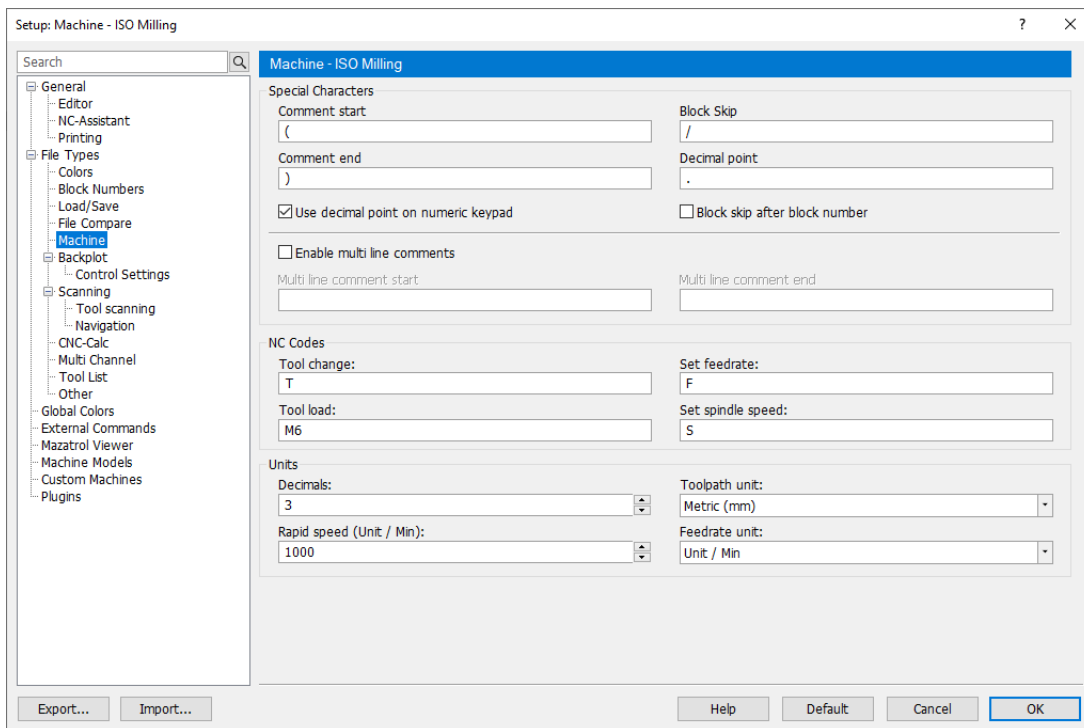 Setup: Machine - ISO Milling
?
Search
General
Editor
NC-Assistant
Printing
File Types
Colors
Block Numbers
Load/Save
File Compare
Machine
Backplot
Control Settings
Scanning
Tool scanning
Navigation
CNC-Calc
Multi Channel
Tool List
Other
Global Colors
External Commands
Mazatrol Viewer
Machine Models
Custom Machines
Plugins
Machine - ISO Milling
Special Characters
Comment start
Block Skip
(
/
Comment end
Decimal point
)
.
Use decimal point on numeric keypad
Block skip after block number
Enable multi line comments
Multi line comment start
Multi line comment end
NC Codes
Tool change:
Set feedrate:
T
F
Tool load:
Set spindle speed:
M6
S
Units
Decimals:
Toolpath unit:
3
Metric (mm)
Rapid speed (Unit / Min):
Feedrate unit:
1000
Unit / Min
Export...
Import...
Help
Default
Cancel
OK